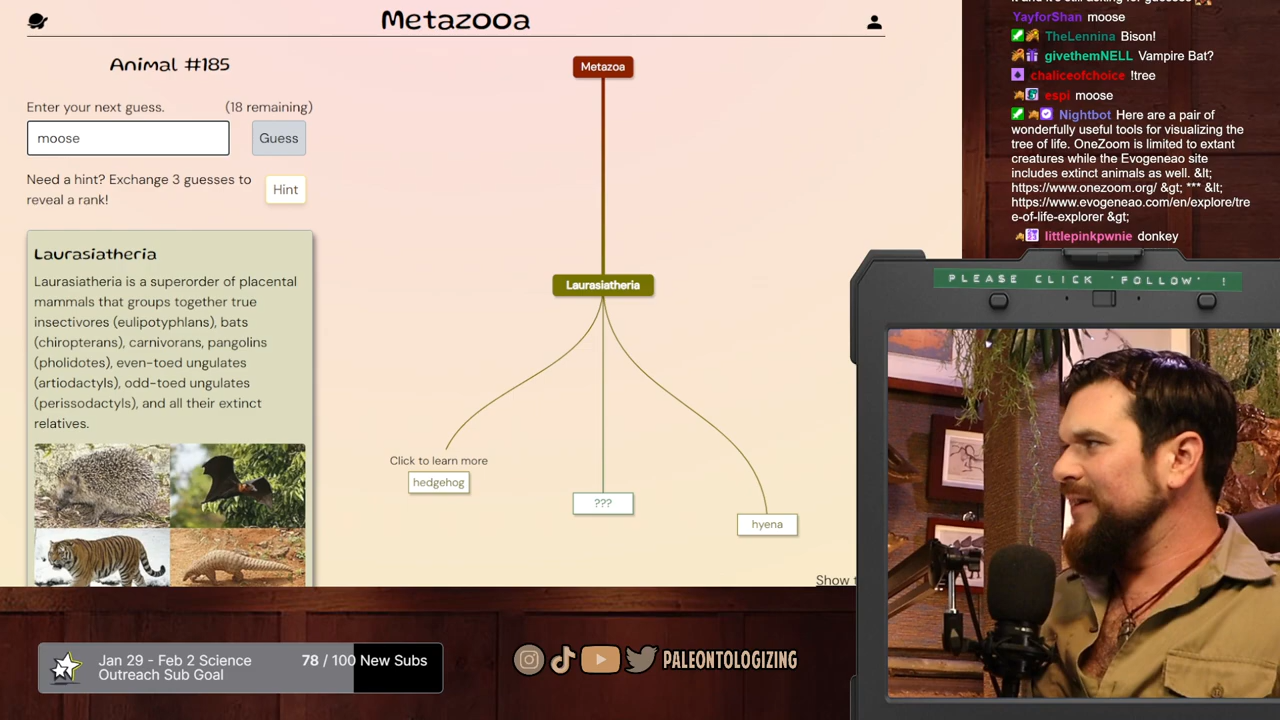 Metazooa
Animal #185
Enter your next guess.
(18 remaining)
moose
Guess
Need a hint? Exchange 3 guesses to
reveal a rank!
Hint
Laurasiatheria
Laurasiatheria is a superorder of placental
mammals that groups together true
insectivores (eulipotyphlans), bats
(chiropterans), carnivorans, pangolins
(pholidotes), even-toed ungulates
(artiodactyls), odd-toed ungulates
(perissodactyls), and all their extinct
relatives.
Metazoa
Laurasiatheria
Click to learn more
hedgehog
???
hyena
Show
YayforShan moose
TheLennina Bison!
givethemNELL Vampire Bat?
chaliceofchoice !tree
espi moose
Nightbot Here are a pair of
wonderfully useful tools for visualizing the
tree of life. OneZoom is limited to extant
creatures while the Evogeneao site
includes extinct animals as well. &lt;
https://www.onezoom.org/ &gt; *** &lt;
https://www.evogeneao.com/en/explore/tre
e-of-life-explorer &gt;
littlepinkpwnie donkey
PLEASE CLICK 'FOLLOW' !
Jan 29 - Feb 2 Science
Outreach Sub Goal
78 / 100 New Subs
PALEONTOLOGIZING